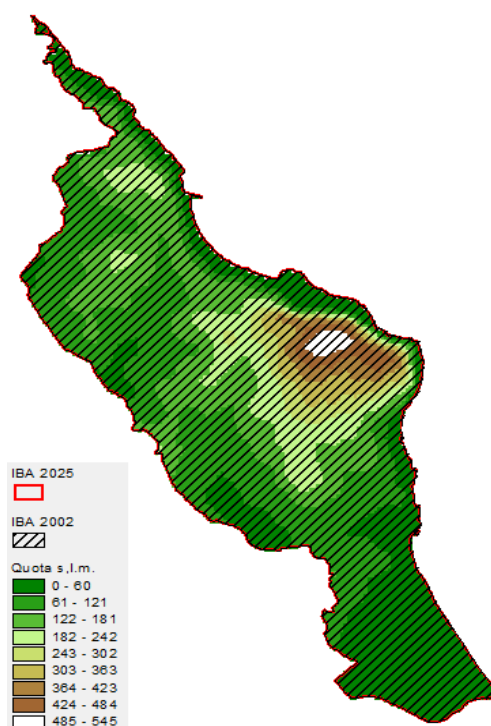 IBA 2025
IBA 2002
Quota s,l.m.
0 - 60
61 - 121
122 - 181
182 - 242
243 - 302
303 - 363
364 - 423
424 - 484
485 - 545